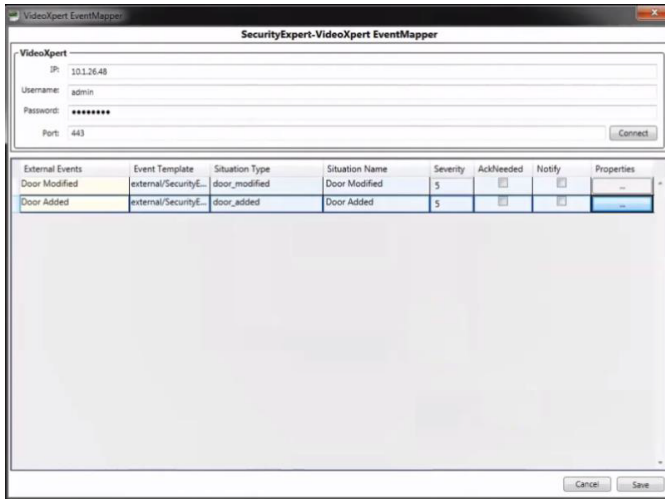 VideoXpert EventMapper
SecurityExpert-VideoXpert EventMapper
VideoXpert
IP: 10.1.26.48
Username: admin
Password: ••••••••
Port: 443 Connect
External Events Event Template Situation Type Situation Name Severity AckNeeded Notify Properties
Door Modified external/SecurityE... door_modified Door Modified 5 ...
Door Added external/SecurityE... door_added Door Added 5 ...
Cancel Save